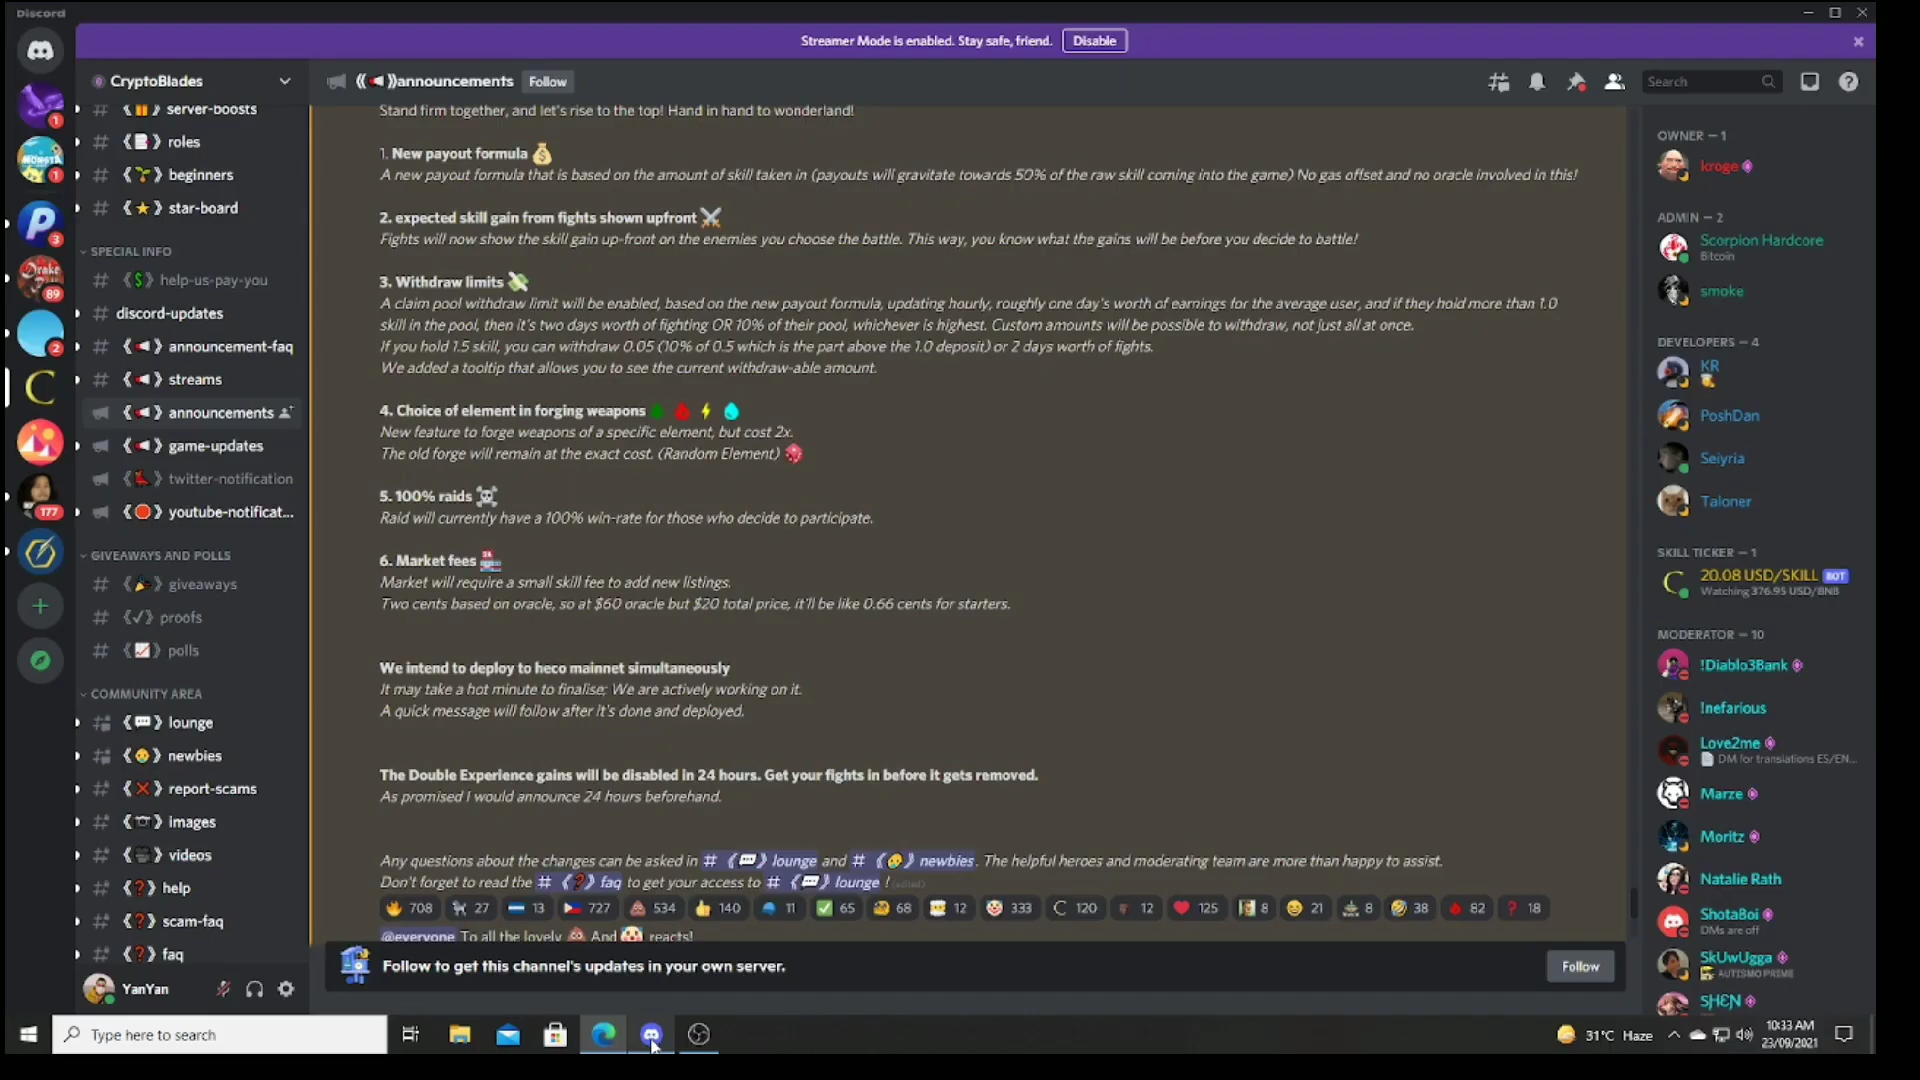 Discord
Streamer Mode is enabled. Stay safe, friend. Disable
CryptoBlades
《📢》announcements Follow
Search
server-boosts
roles
beginners
star-board
SPECIAL INFO
help-us-pay-you
discord-updates
announcement-faq
streams
announcements
game-updates
twitter-notification
youtube-notificat...
GIVEAWAYS AND POLLS
giveaways
proofs
polls
COMMUNITY AREA
lounge
newbies
report-scams
images
videos
help
scam-faq
faq
YanYan
1
1
3
89
2
177
Stand firm together, and let's rise to the top! Hand in hand to wonderland!
1. New payout formula 💰
A new payout formula that is based on the amount of skill taken in (payouts will gravitate towards 50% of the raw skill coming into the game) No gas offset and no oracle involved in this!
2. expected skill gain from fights shown upfront ⚔️
Fights will now show the skill gain up-front on the enemies you choose the battle. This way, you know what the gains will be before you decide to battle!
3. Withdraw limits 💸
A claim pool withdraw limit will be enabled, based on the new payout formula, updating hourly, roughly one day's worth of earnings for the average user, and if they hold more than 1.0
skill in the pool, then it's two days worth of fighting OR 10% of their pool, whichever is highest. Custom amounts will be possible to withdraw, not just all at once.
If you hold 1.5 skill, you can withdraw 0.05 (10% of 0.5 which is the part above the 1.0 deposit) or 2 days worth of fights.
We added a tooltip that allows you to see the current withdraw-able amount.
4. Choice of element in forging weapons
New feature to forge weapons of a specific element, but cost 2x.
The old forge will remain at the exact cost. (Random Element)
5. 100% raids ☠️
Raid will currently have a 100% win-rate for those who decide to participate.
6. Market fees 🏪
Market will require a small skill fee to add new listings.
Two cents based on oracle, so at $60 oracle but $20 total price, it'll be like 0.66 cents for starters.
We intend to deploy to heco mainnet simultaneously
It may take a hot minute to finalise; We are actively working on it.
A quick message will follow after it's done and deployed.
The Double Experience gains will be disabled in 24 hours. Get your fights in before it gets removed.
As promised I would announce 24 hours beforehand.
Any questions about the changes can be asked in # 《💬》lounge and # 《👶》newbies. The helpful heroes and moderating team are more than happy to assist.
Don't forget to read the # 《❓》faq to get your access to # 《💬》lounge ! (edited)
708 27 13 727 534 140 11 65 68 12 333 120 12 125 8 21 8 38 82 18
@everyone To all the lovely 💩 And 🤡 reacts!
Follow to get this channel's updates in your own server. Follow
OWNER — 1
kroge
ADMIN — 2
Scorpion Hardcore
Bitcoin
smoke
DEVELOPERS — 4
KR
PoshDan
Seiyria
Taloner
SKILL TICKER — 1
20.08 USD/SKILL BOT
Watching 376.95 USD/BNB
MODERATOR — 10
!Diablo3Bank
!nefarious
Love2me
DM for translations ES/EN...
Marze
Moritz
Natalie Rath
ShotaBoi
DMs are off
SkUwUgga
AUTISMO PRIME
Type here to search
31°C Haze
10:33 AM
23/09/2021